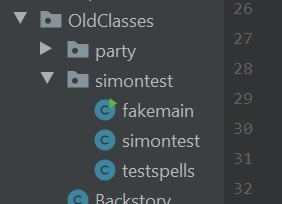 OldClasses
party
simontest
fakemain
simontest
testspells
Backstory
26
27
28
29
30
31
32